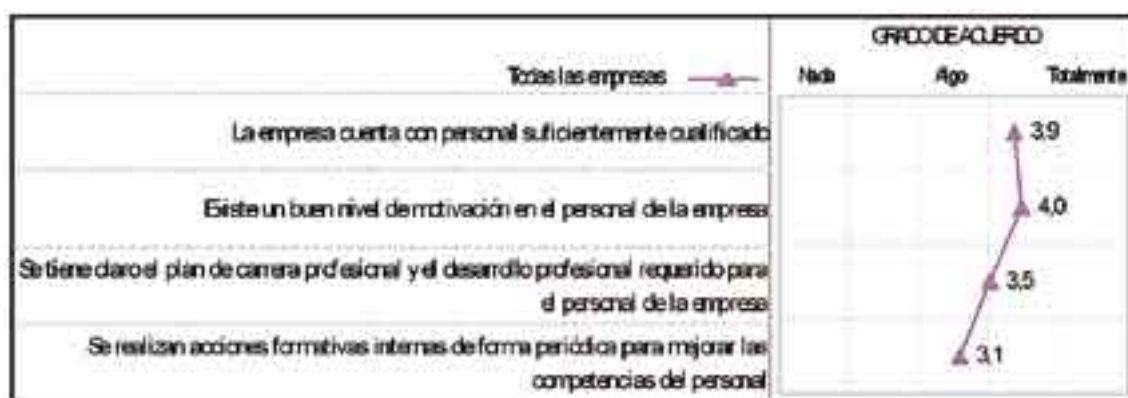 GRADO DE ACUERDO
Todas las empresas
Nada Algo Totalmente
La empresa cuenta con personal suficientemente cualificado
3,9
Existe un buen nivel de motivación en el personal de la empresa
4,0
Se tiene claro el plan de carrera profesional y el desarrollo profesional requerido para
el personal de la empresa
3,5
Se realizan acciones formativas internas de forma periódica para mejorar las
competencias del personal
3,1